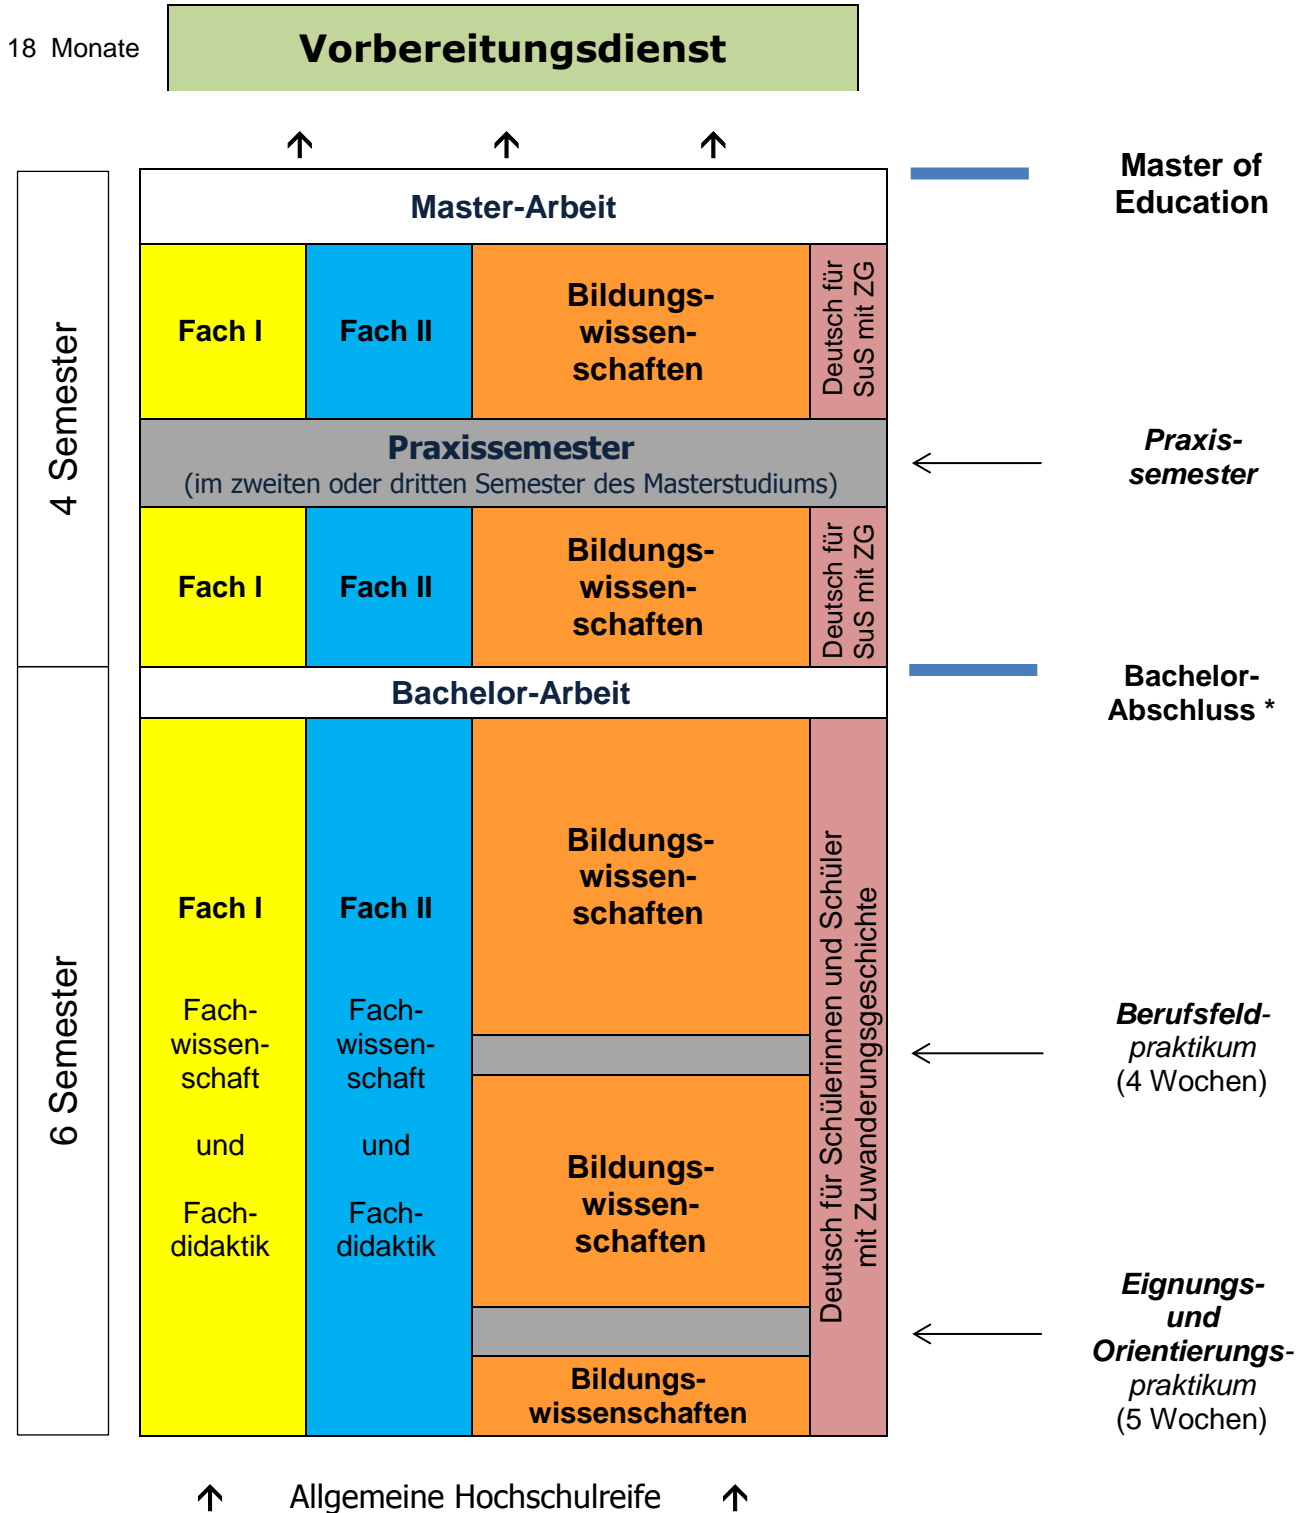 18 Monate
Vorbereitungsdienst
Master of
Education
Master-Arbeit
4 Semester
Fach I
Fach II
Bildungs-
wissen-
schaften
Deutsch für
SuS mit ZG
Praxissemester
(im zweiten oder dritten Semester des Masterstudiums)
Praxis-
semester
Fach I
Fach II
Bildungs-
wissen-
schaften
Deutsch für
SuS mit ZG
Bachelor-Arbeit
Bachelor-
Abschluss *
6 Semester
Fach I
Fach-
wissen-
schaft
und
Fach-
didaktik
Fach II
Fach-
wissen-
schaft
und
Fach-
didaktik
Bildungs-
wissen-
schaften
Bildungs-
wissen-
schaften
Bildungs-
wissenschaften
Deutsch für Schülerinnen und Schüler
mit Zuwanderungsgeschichte
Berufsfeld-
praktikum
(4 Wochen)
Eignungs-
und
Orientierungs-
praktikum
(5 Wochen)
Allgemeine Hochschulreife